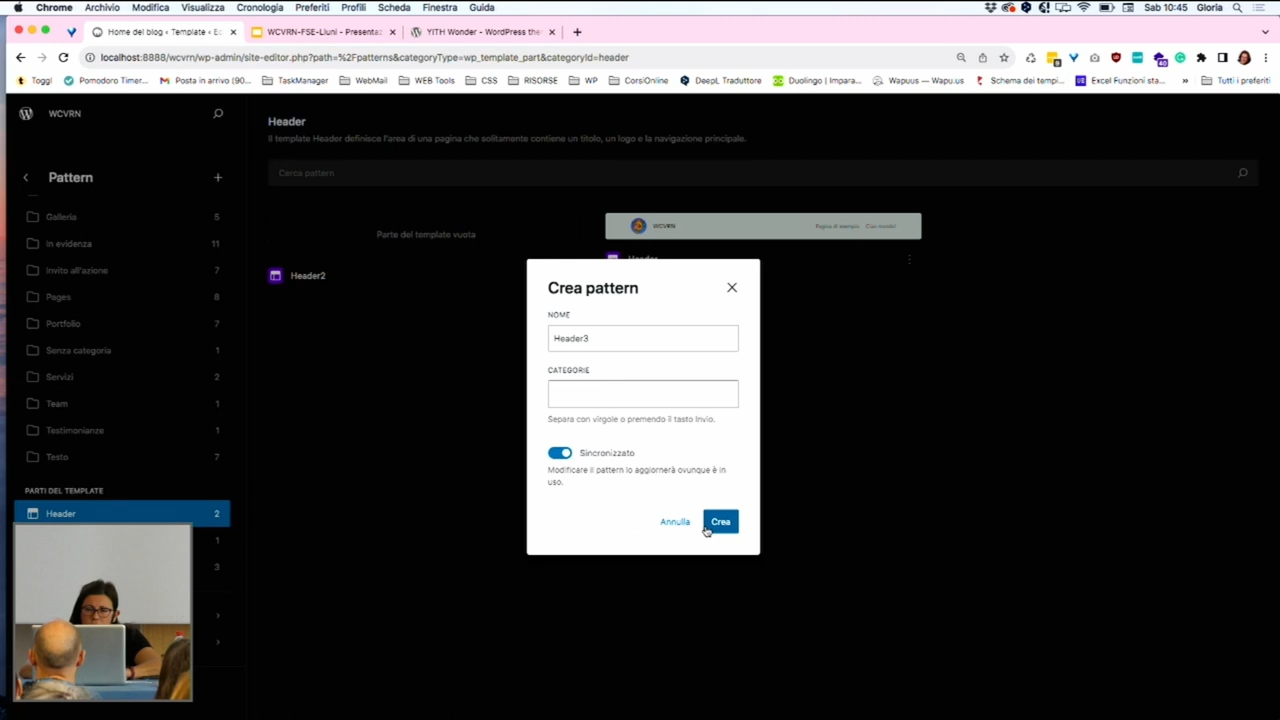 Chrome Archivio Modifica Visualizza Cronologia Preferiti Profili Scheda Finestra Guida Sab 10:45 Gloria
Home del blog ‹ Template ‹ E
WCVRN-FSE-Lluni - Presenta
YITH Wonder - WordPress the
localhost:8888/wcvrn/wp-admin/site-editor.php?path=%2Fpatterns&categoryType=wp_template_part&categoryId=header
Toggl Pomodoro Timer... Posta in arrivo (90... TaskManager WebMail WEB Tools CSS RISORSE WP CorsiOnline DeepL Traduttore Duolingo | Impara... Wapuus — Wapu.us Schema dei templ... Excel Funzioni sta... » Tutti i preferiti
WCVRN
Header
Il template Header definisce l'area di una pagina che solitamente contiene un titolo, un logo e la navigazione principale.
Pattern
Cerca pattern
Galleria 5
In evidenza 11
Invito all'azione 7
Pages 8
Portfolio 7
Senza categoria 1
Servizi 2
Team 1
Testimonianze 1
Testo 7
PARTI DEL TEMPLATE
Header 2
1
3
Parte del template vuota
Header2
WCVRN Pagina di esempio Ciao mondo!
Header
Crea pattern
NOME
Header3
CATEGORIE
Separa con virgole o premendo il tasto Invio.
Sincronizzato
Modificare il pattern lo aggiornerà ovunque è in
uso.
Annulla Crea